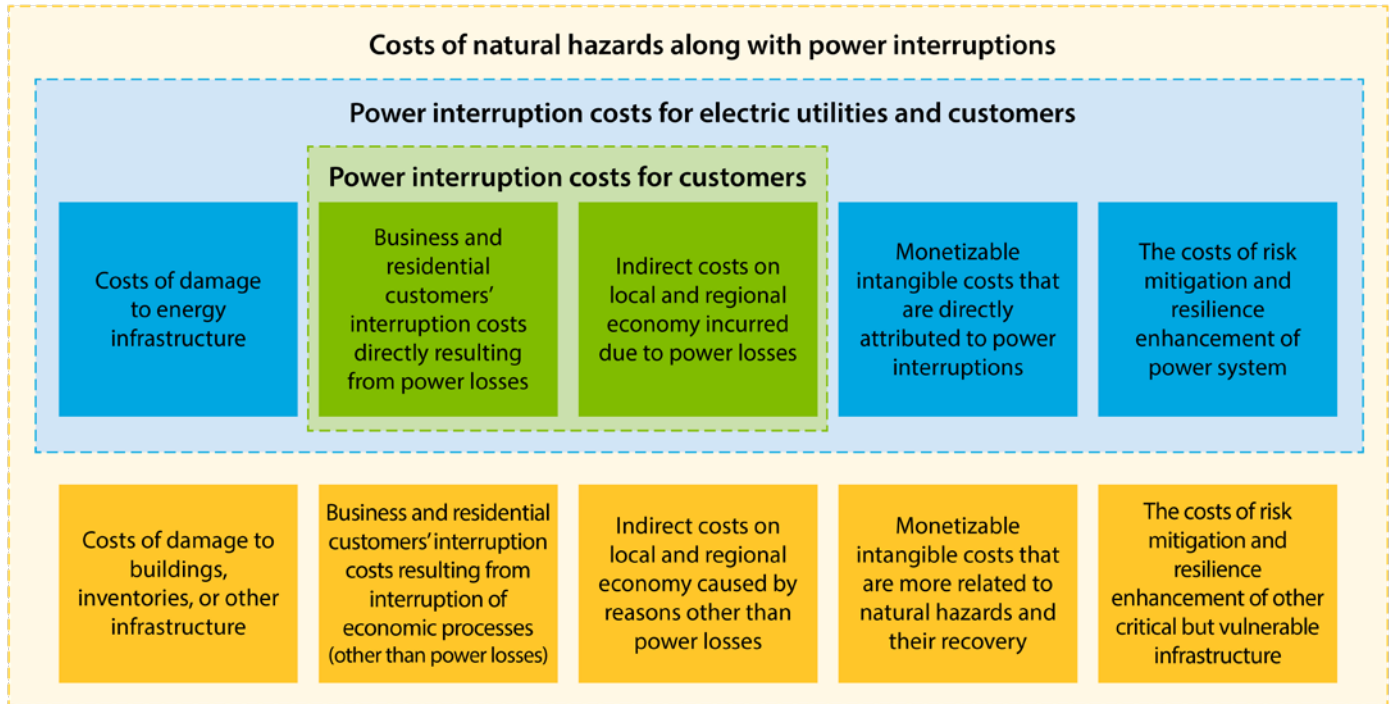 Costs of natural hazards along with power interruptions
Power interruption costs for electric utilities and customers
Power interruption costs for customers
Costs of damage
to energy
infrastructure
Business and
residential
customers’
interruption costs
directly resulting
from power losses
Indirect costs on
local and regional
economy incurred
due to power losses
Monetizable
intangible costs that
are directly
attributed to power
interruptions
The costs of risk
mitigation and
resilience
enhancement of
power system
Costs of damage to
buildings,
inventories, or other
infrastructure
Business and residential
customers’ interruption
costs resulting from
interruption of
economic processes
(other than power losses)
Indirect costs on
local and regional
economy caused by
reasons other than
power losses
Monetizable
intangible costs that
are more related to
natural hazards and
their recovery
The costs of risk
mitigation and
resilience
enhancement of other
critical but vulnerable
infrastructure